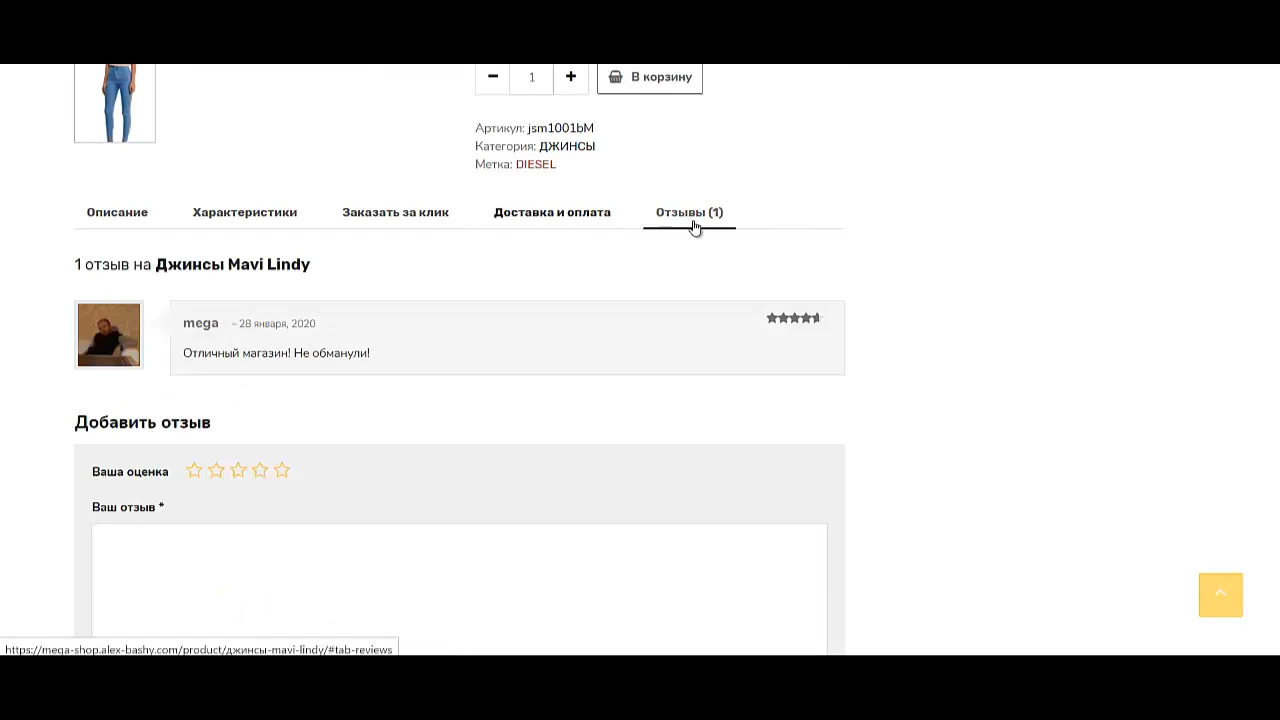 1
В корзину
Артикул: jsm1001bM
Категория: ДЖИНСЫ
Метка: DIESEL
Описание Характеристики Заказать за клик Доставка и оплата Отзывы (1)
1 отзыв на Джинсы Mavi Lindy
mega – 28 января, 2020
Отличный магазин! Не обманули!
Добавить отзыв
Ваша оценка
Ваш отзыв *
https://mega-shop.alex-bashy.com/product/джинсы-mavi-lindy/#tab-reviews